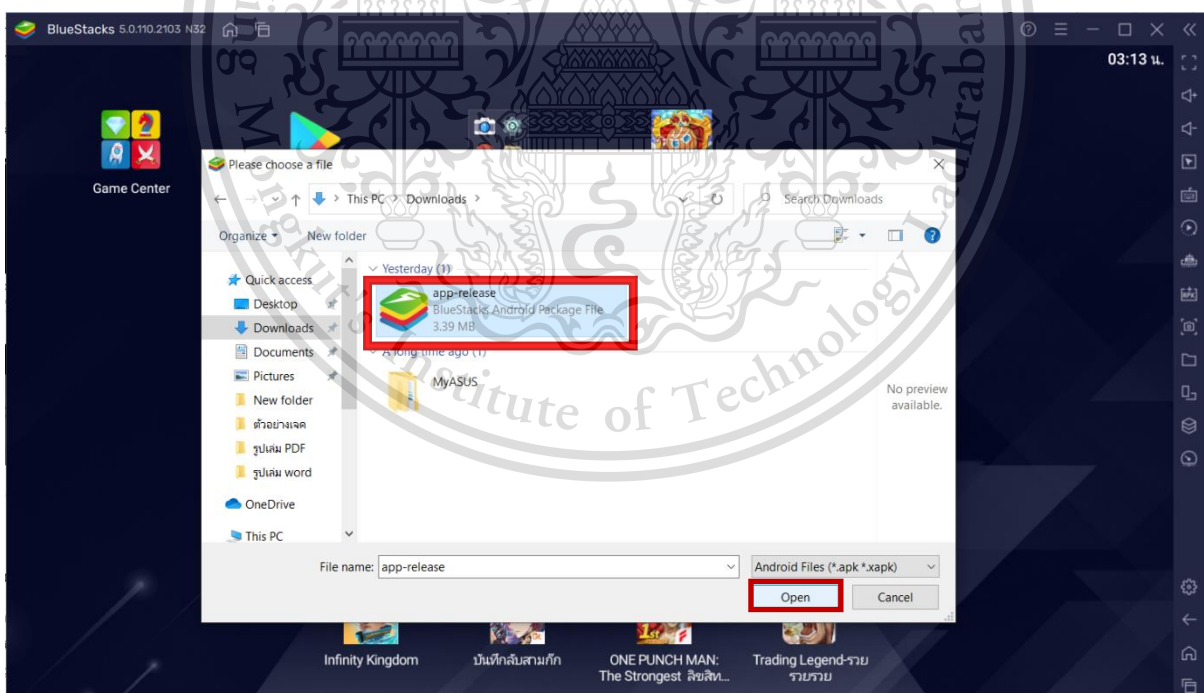 BlueStacks 5.0.110.2103 N32
03:13 น.
Game Center
Please choose a file
This PC > Downloads >
Search Downloads
Organize
New folder
Quick access
Desktop
Downloads
Documents
Pictures
New folder
ตัวอย่างเจค
รูปเล่ม PDF
รูปเล่ม word
OneDrive
This PC
Yesterday (1)
app-release
BlueStacks Android Package File
3.39 MB
A long time ago (1)
MyASUS
No preview
available.
File name: app-release
Android Files (*.apk *.xapk)
Open
Cancel
Infinity Kingdom
บันทึกลับสามก๊ก
ONE PUNCH MAN:
The Strongest ลิขสิท...
Trading Legend-รวย
รวยรวย
Institute of Technology